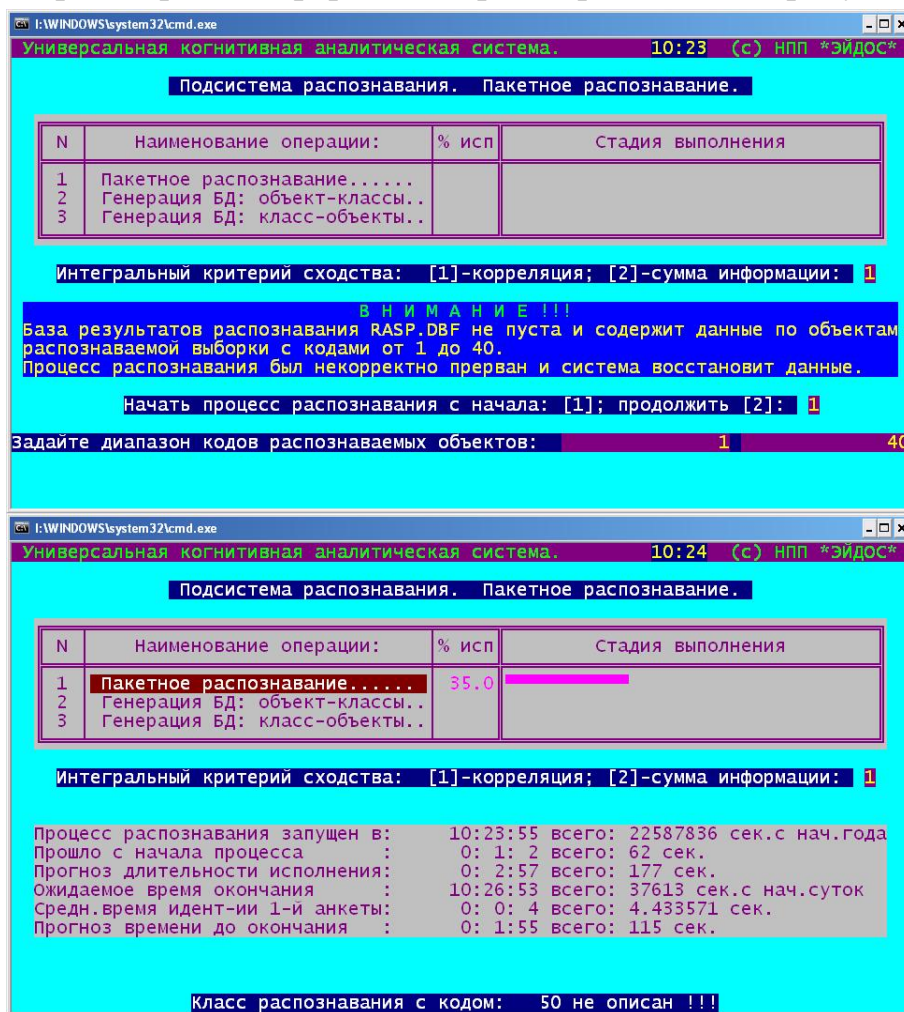 I:\WINDOWS\system32\cmd.exe
Универсальная когнитивная аналитическая система. 10:23 (с) НПП *ЭЙДОС*
Подсистема распознавания. Пакетное распознавание.
N Наименование операции: % исп Стадия выполнения
1 Пакетное распознавание......
2 Генерация БД: объект-классы..
3 Генерация БД: класс-объекты..
Интегральный критерий сходства: [1]-корреляция; [2]-сумма информации: 1
В Н И М А Н И Е !!!
База результатов распознавания RASP.DBF не пуста и содержит данные по объектам
распознаваемой выборки с кодами от 1 до 40.
Процесс распознавания был некорректно прерван и система восстановит данные.
Начать процесс распознавания с начала: [1]; продолжить [2]: 1
Задайте диапазон кодов распознаваемых объектов: 1 40
I:\WINDOWS\system32\cmd.exe
Универсальная когнитивная аналитическая система. 10:24 (с) НПП *ЭЙДОС*
Подсистема распознавания. Пакетное распознавание.
N Наименование операции: % исп Стадия выполнения
1 Пакетное распознавание...... 35.0
2 Генерация БД: объект-классы..
3 Генерация БД: класс-объекты..
Интегральный критерий сходства: [1]-корреляция; [2]-сумма информации: 1
Процесс распознавания запущен в: 10:23:55 всего: 22587836 сек.с нач.года
Прошло с начала процесса : 0: 1: 2 всего: 62 сек.
Прогноз длительности исполнения: 0: 2:57 всего: 177 сек.
Ожидаемое время окончания : 10:26:53 всего: 37613 сек.с нач.суток
Средн.время идент-ии 1-й анкеты: 0: 0: 4 всего: 4.433571 сек.
Прогноз времени до окончания : 0: 1:55 всего: 115 сек.
Класс распознавания с кодом: 50 не описан !!!